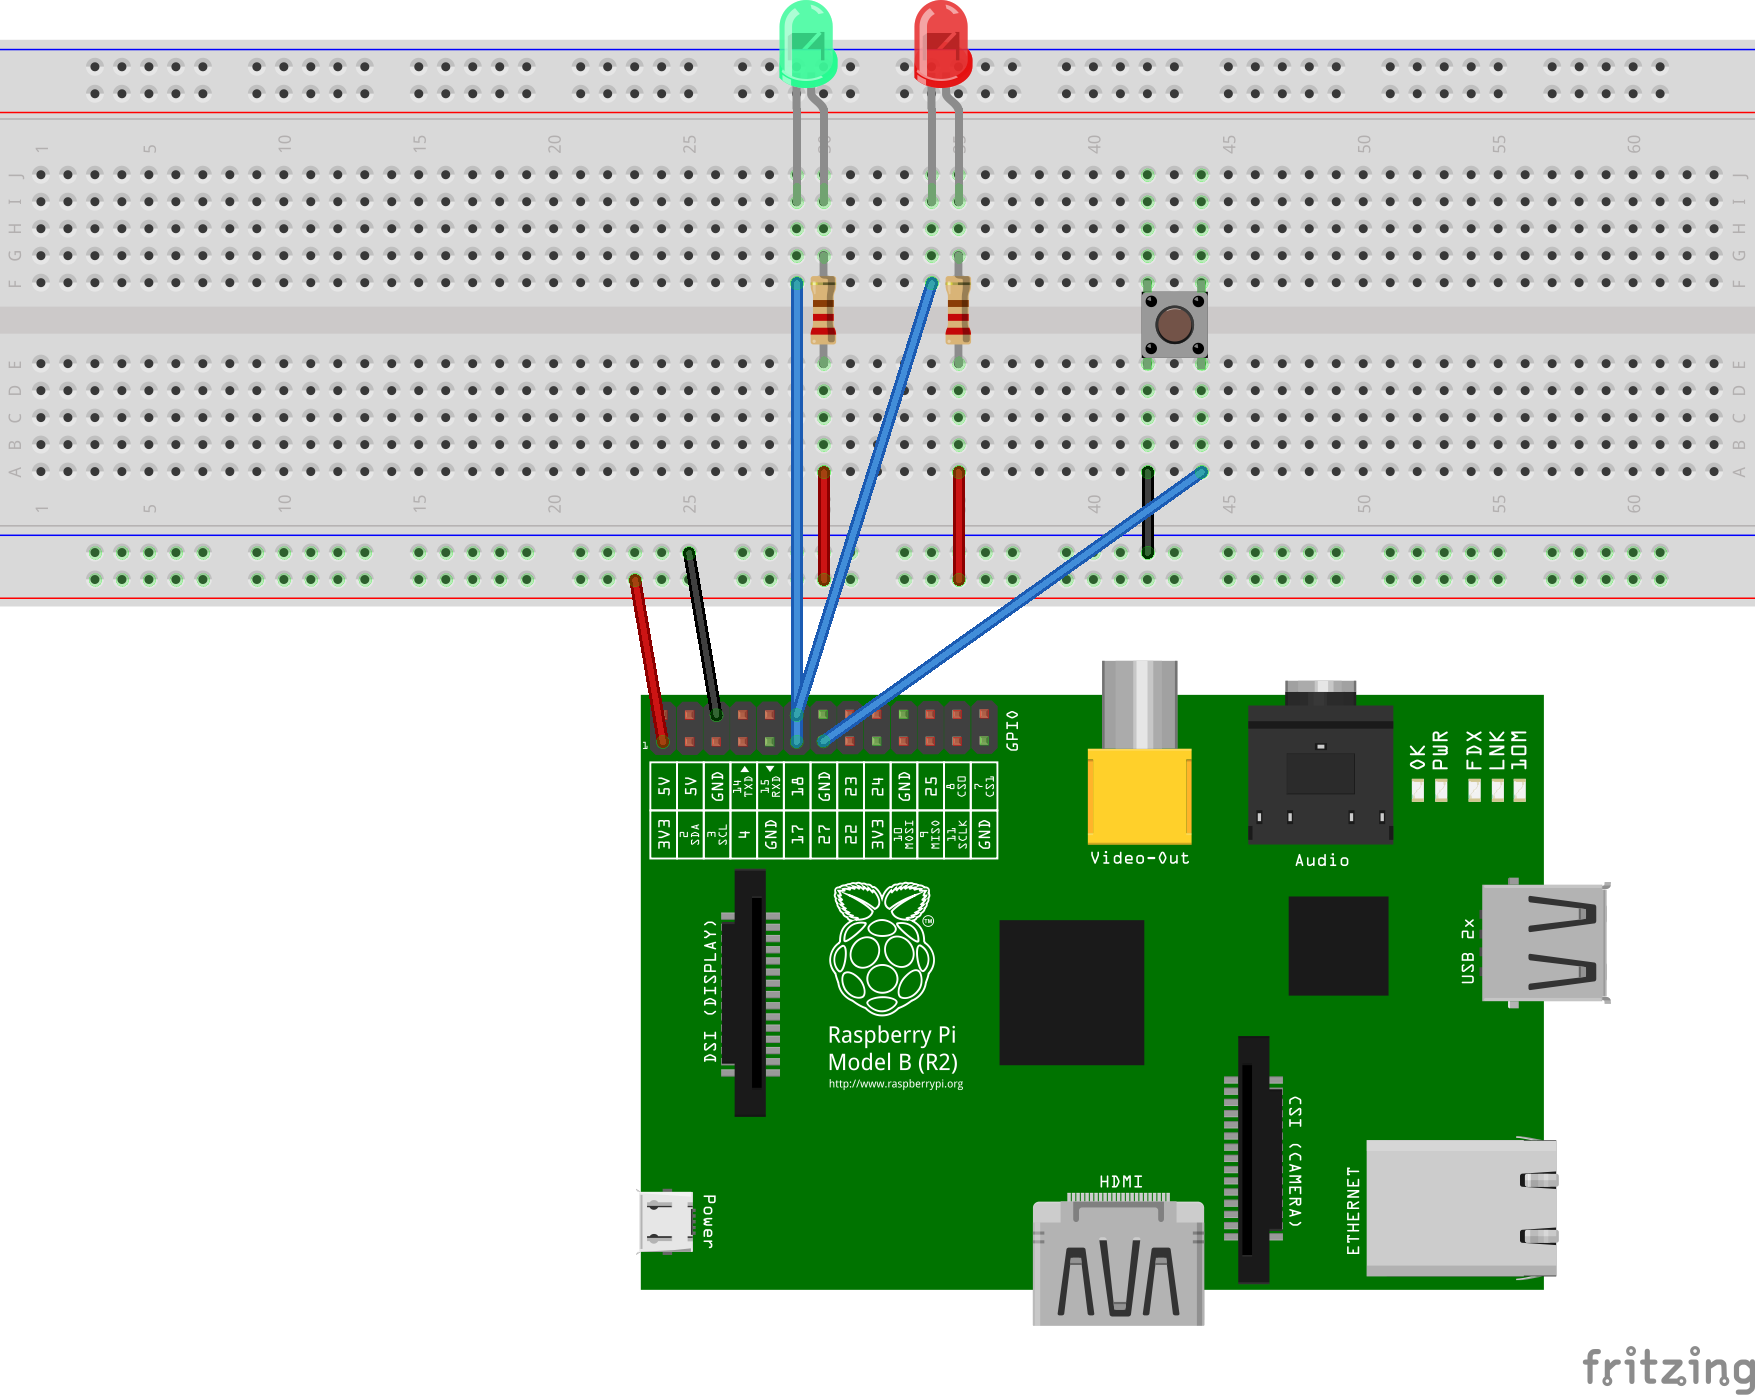 1 5 10 15 20 25 30 35 40 45 50 55 60
J J
I I
H H
G G
F F
E E
D D
C C
B B
A A
1 5 10 15 20 25 40 45 50 55 60
1
GPIO
5V 5V GND 14 TXD 15 RXD 18 GND 23 24 GND 25 8 CS0 7 CS1
3V3 2 SDA 3 SCL 4 GND 17 27 22 3V3 10 MOSI 9 MISO 11 SCLK GND
OK PWR FDX LNK 10M
Video-Out
Audio
USB 2x
DSI (DISPLAY)
TM
Raspberry Pi
Model B (R2)
http://www.raspberrypi.org
CSI (CAMERA)
HDMI
ETHERNET
Power
fritzing